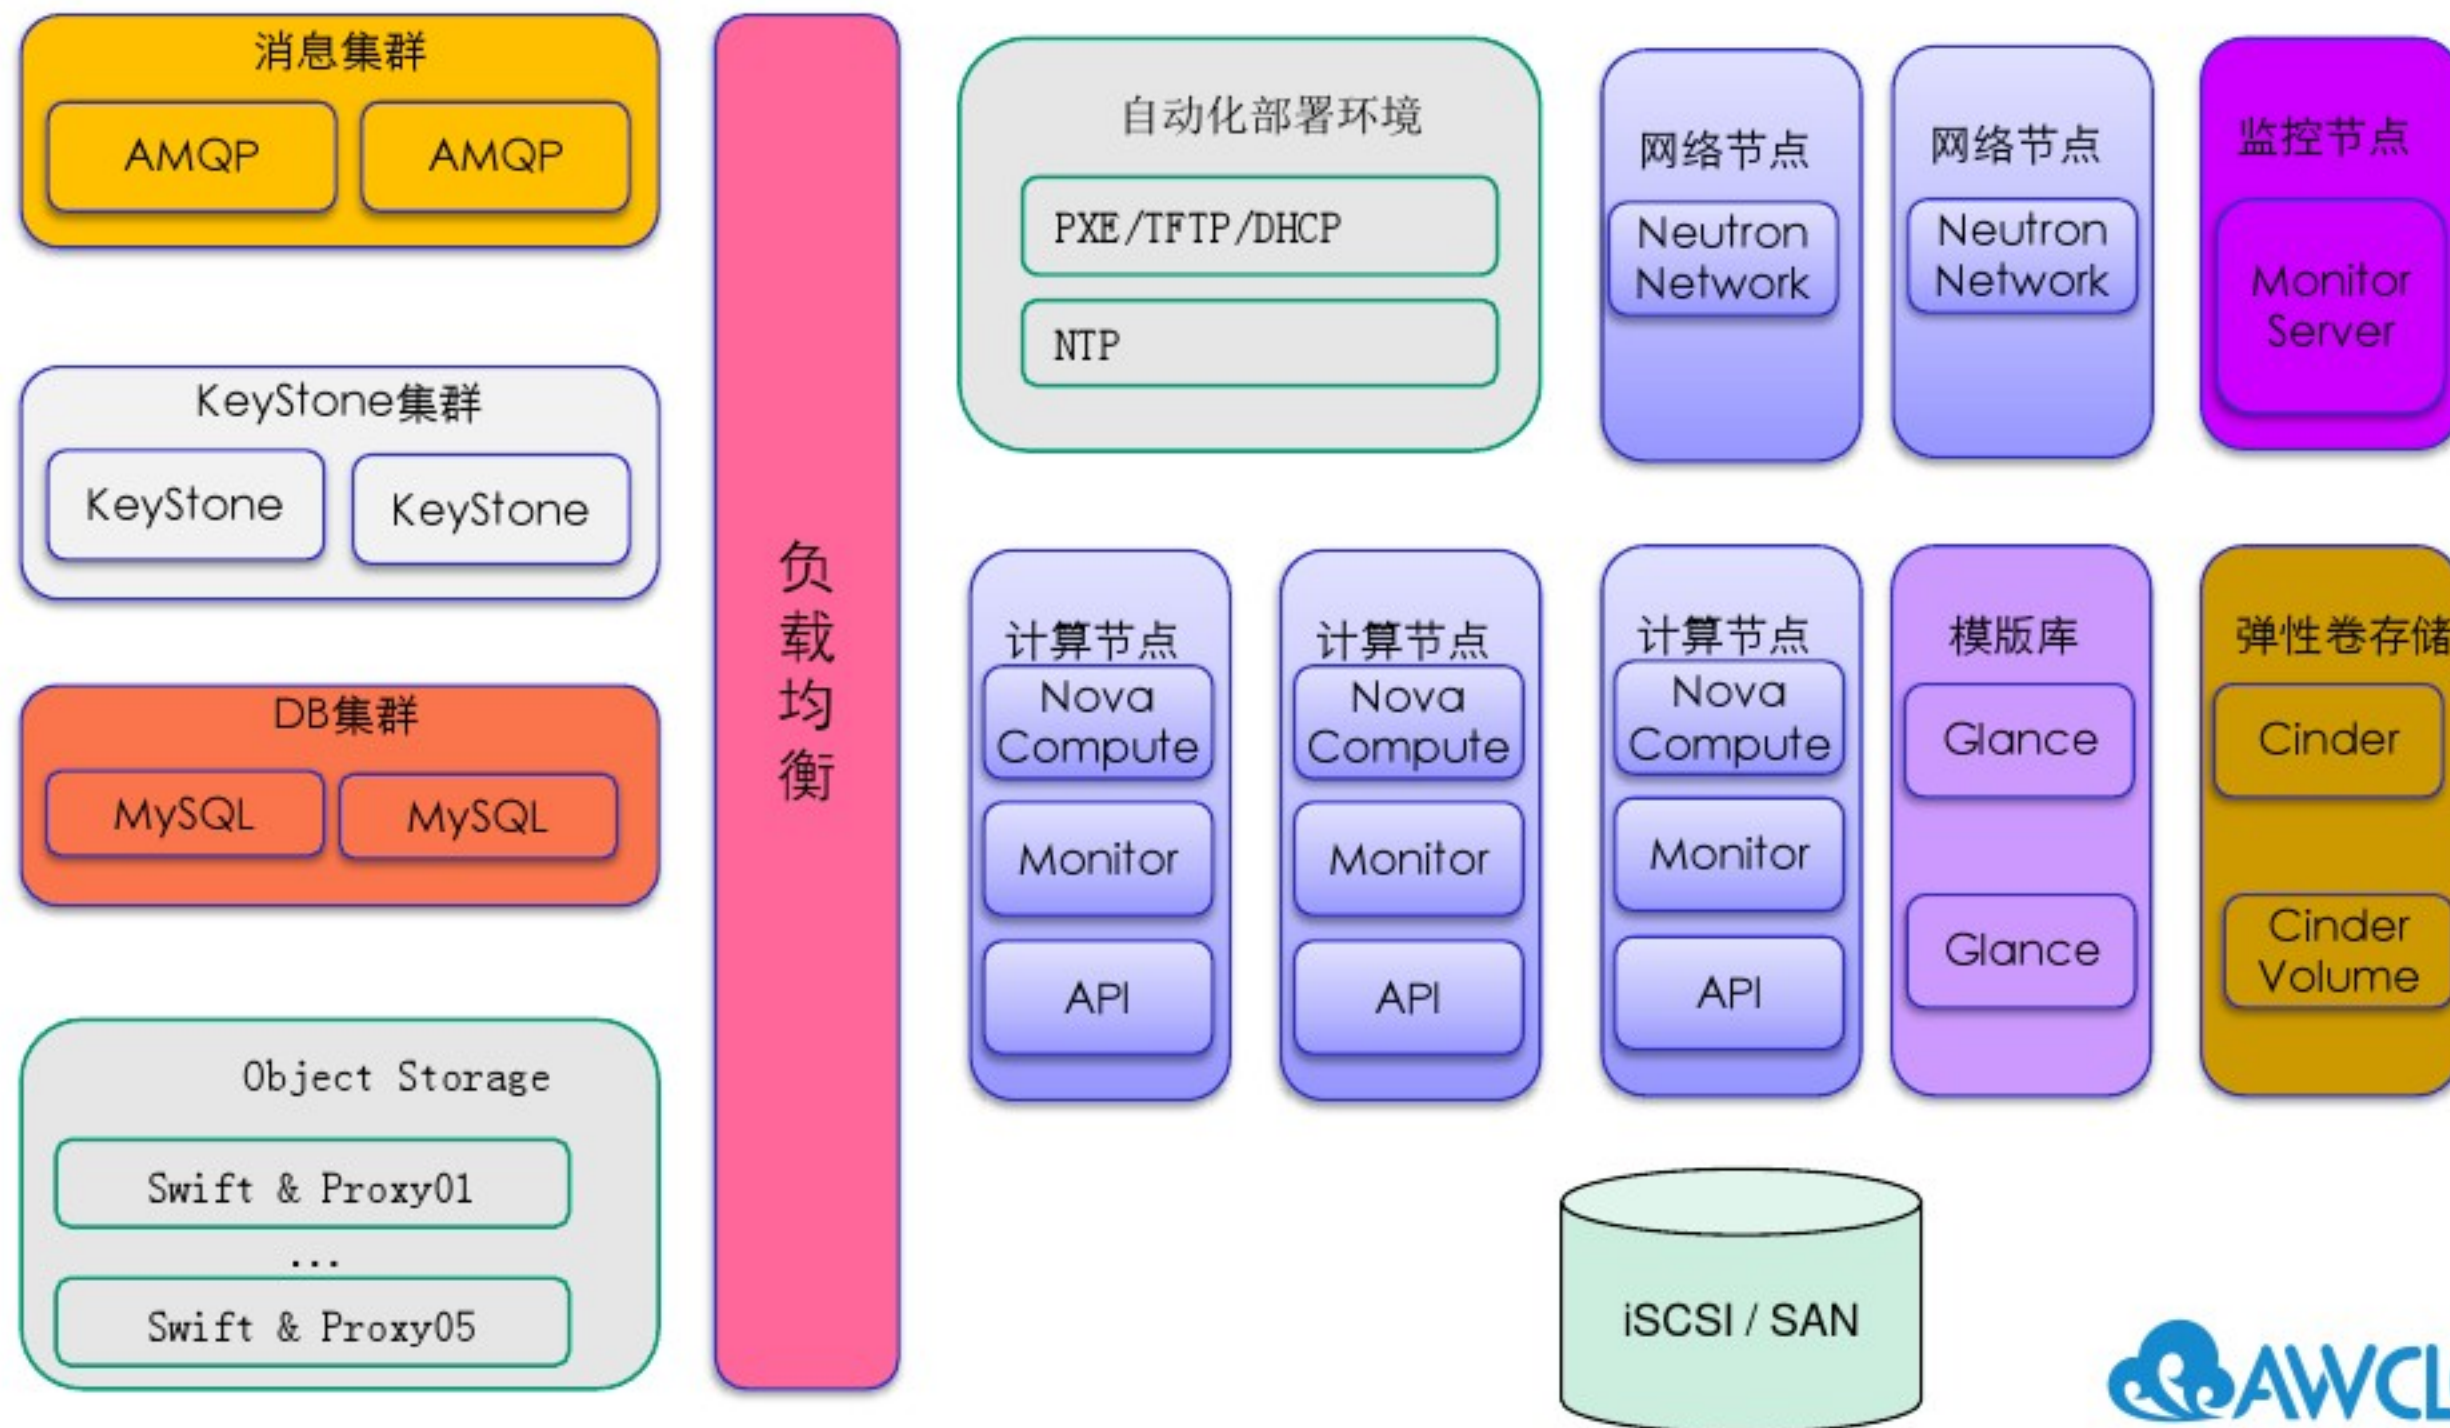 消息集群
AMQP
AMQP
KeyStone集群
KeyStone
KeyStone
DB集群
MySQL
MySQL
Object Storage
Swift & Proxy01
...
Swift & Proxy05
负
载
均
衡
自动化部署环境
PXE/TFTP/DHCP
NTP
网络节点
Neutron
Network
网络节点
Neutron
Network
监控节点
Monitor
Server
计算节点
Nova
Compute
Monitor
API
计算节点
Nova
Compute
Monitor
API
计算节点
Nova
Compute
Monitor
API
模版库
Glance
Glance
弹性卷存储
Cinder
Cinder
Volume
iSCSI / SAN